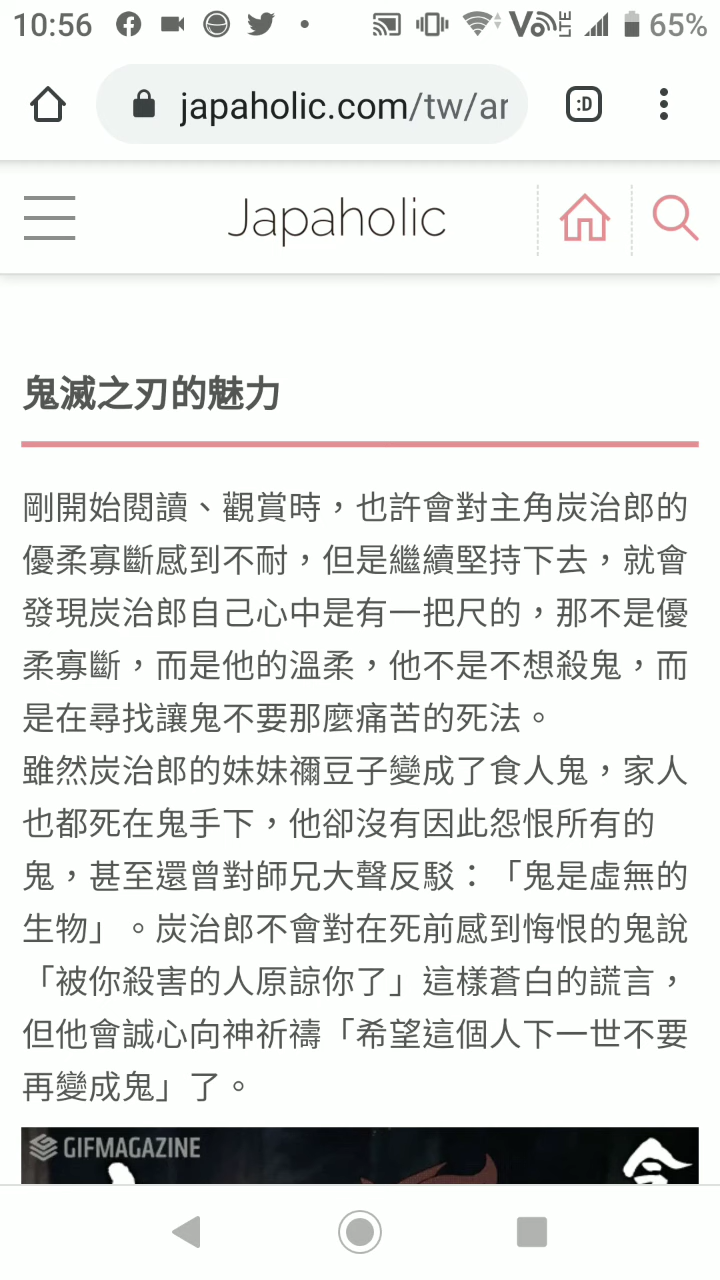 10:56
VoLTE
65%
japaholic.com/tw/ar
:D
Japaholic
鬼滅之刃的魅力
剛開始閱讀、觀賞時，也許會對主角炭治郎的
優柔寡斷感到不耐，但是繼續堅持下去，就會
發現炭治郎自己心中是有一把尺的，那不是優
柔寡斷，而是他的溫柔，他不是不想殺鬼，而
是在尋找讓鬼不要那麼痛苦的死法。
雖然炭治郎的妹妹禰豆子變成了食人鬼，家人
也都死在鬼手下，他卻沒有因此怨恨所有的
鬼，甚至還曾對師兄大聲反駁：「鬼是虛無的
生物」。炭治郎不會對在死前感到悔恨的鬼說
「被你殺害的人原諒你了」這樣蒼白的謊言，
但他會誠心向神祈禱「希望這個人下一世不要
再變成鬼」了。
GIFMAGAZINE